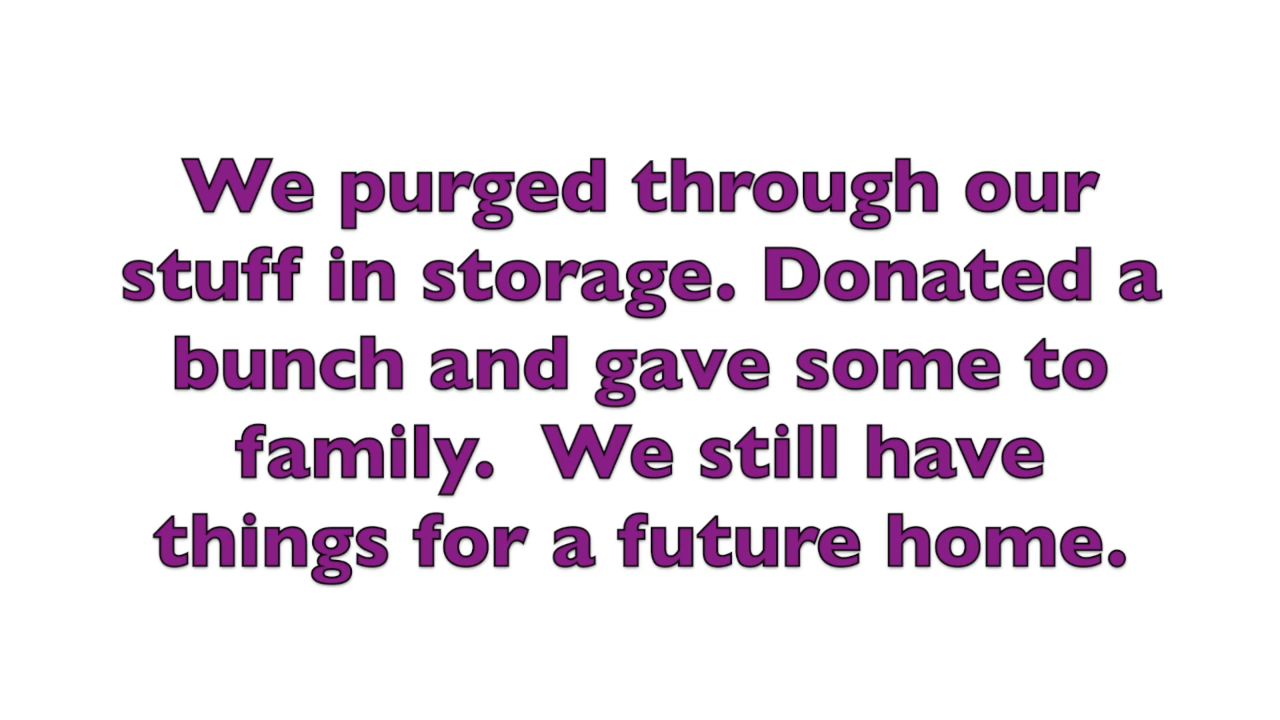 We purged through our
stuff in storage. Donated a
bunch and gave some to
family.  We still have
things for a future home.